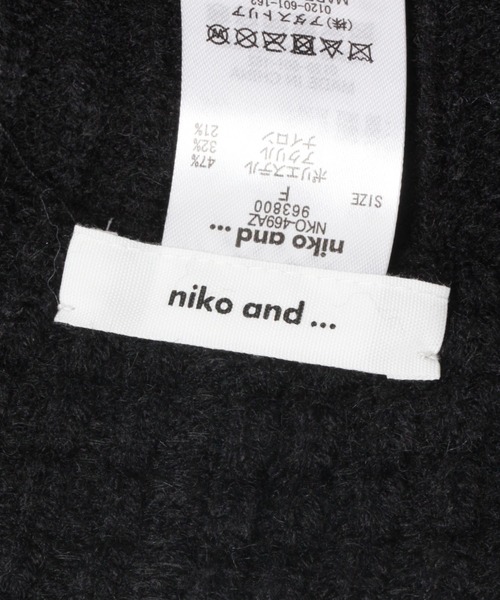 niko and ...
niko and ...
NKO-469AZ
963800
SIZE F
ポリエステル 47%
アクリル 32%
ナイロン 21%
(株)アダストリア
0120-601-162